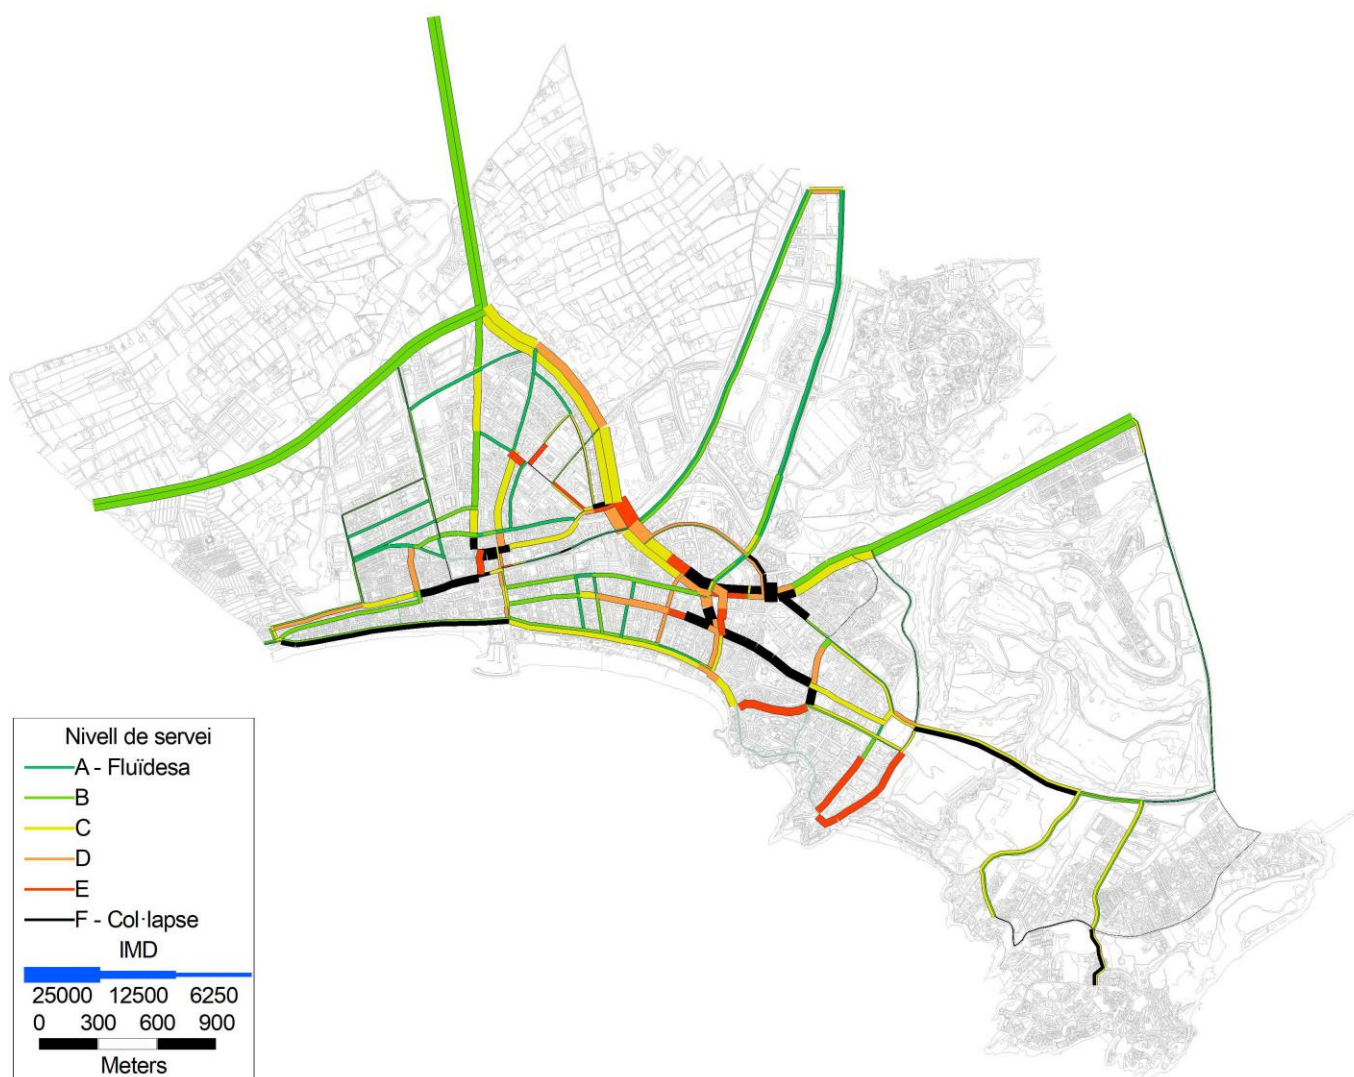 Nivell de servei
A - Fluïdesa
B
C
D
E
F - Col·lapse
IMD
25000 12500 6250
0 300 600 900
Meters